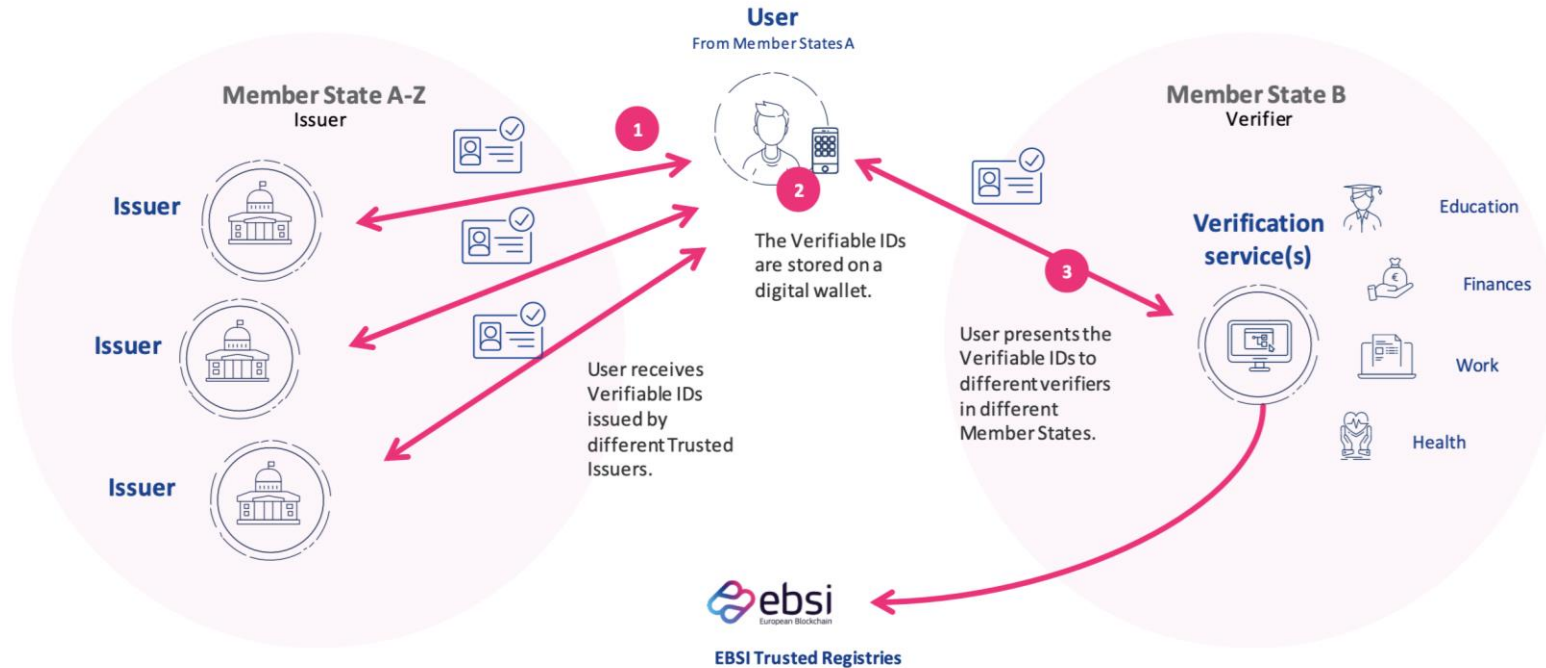 User
From Member States A
Member State A-Z
Issuer
Issuer
Issuer
Issuer
1
2
The Verifiable IDs
are stored on a
digital wallet.
User receives
Verifiable IDs
issued by
different Trusted
Issuers.
3
User presents the
Verifiable IDs to
different verifiers
in different
Member States.
Member State B
Verifier
Verification
service(s)
Education
Finances
€
Work
Health
ebsi
European Blockchain
EBSI Trusted Registries